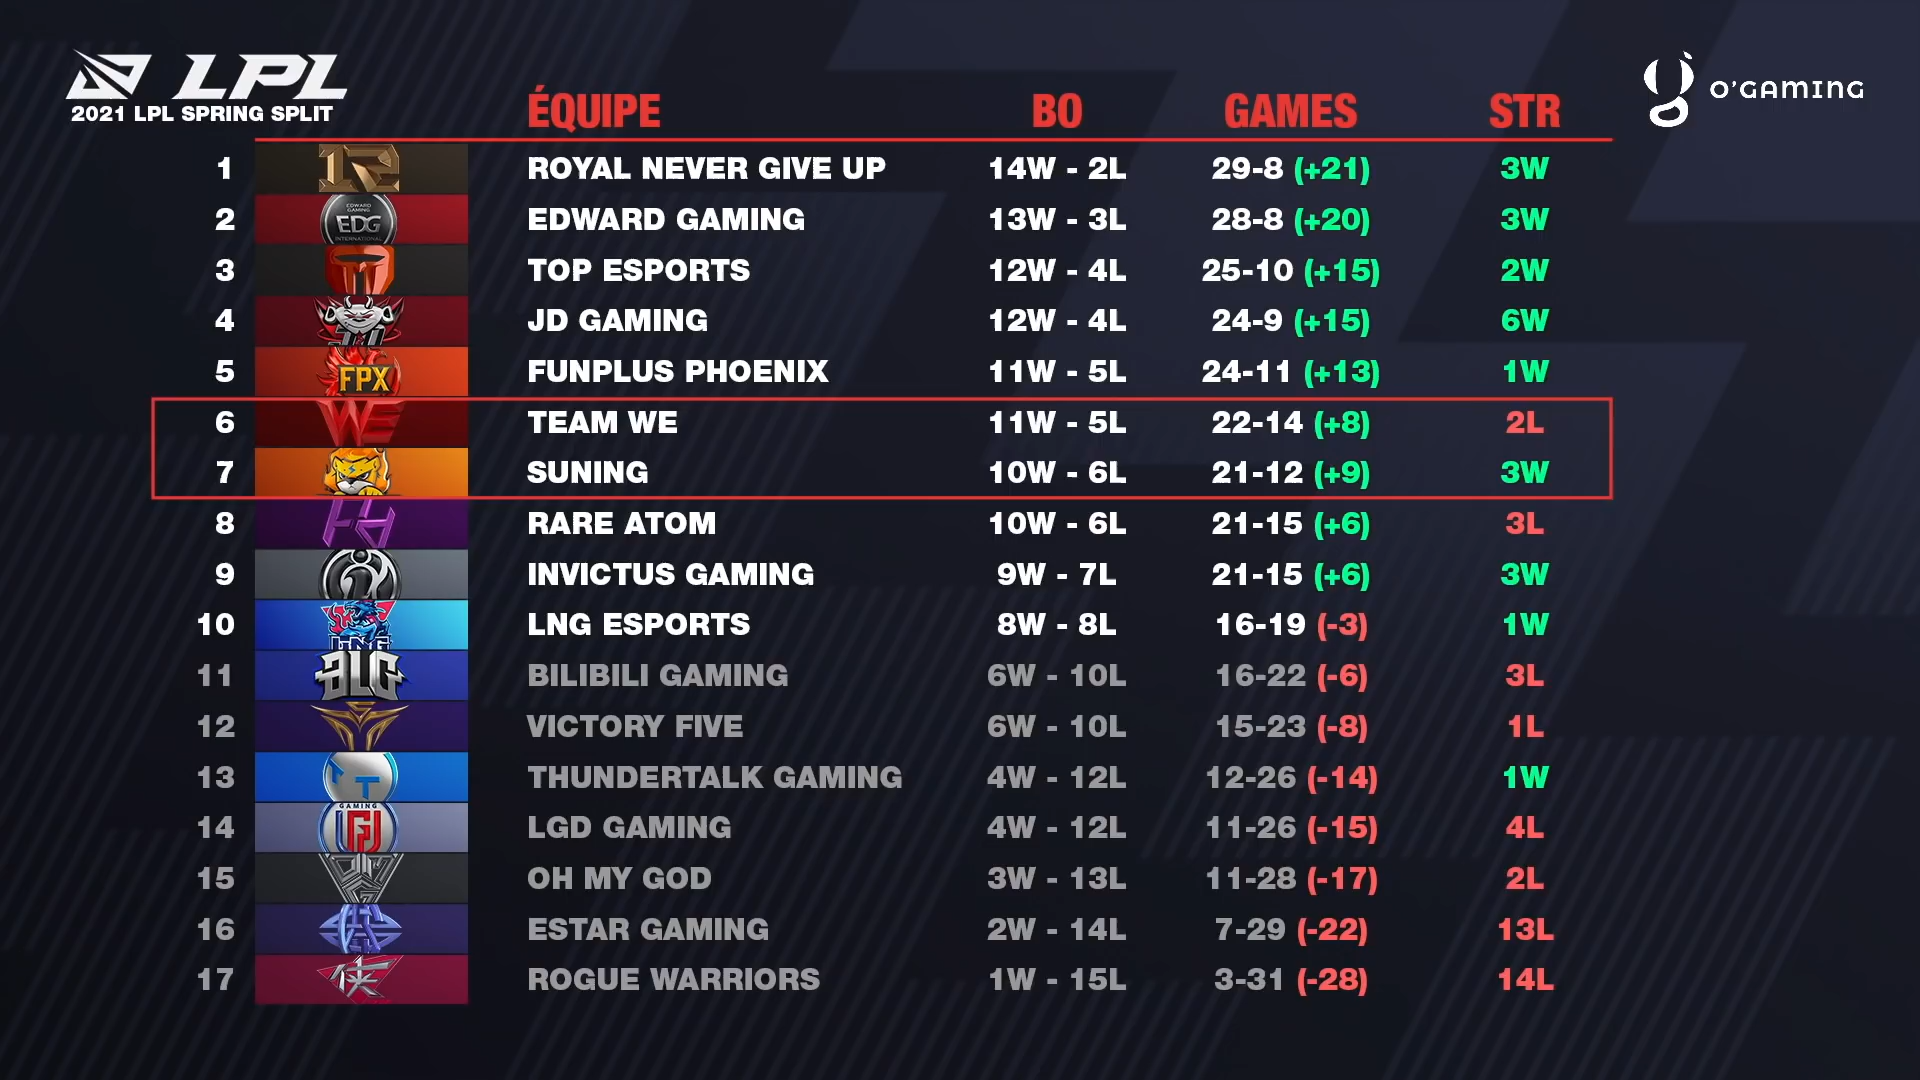 LPL
2021 LPL SPRING SPLIT
O'GAMING
ÉQUIPE BO GAMES STR
1 ROYAL NEVER GIVE UP 14W - 2L 29-8 (+21) 3W
2 EDWARD GAMING EDG INTERNATIONAL EDWARD GAMING 13W - 3L 28-8 (+20) 3W
3 TOP ESPORTS 12W - 4L 25-10 (+15) 2W
4 JD GAMING 12W - 4L 24-9 (+15) 6W
5 FPX FUNPLUS PHOENIX 11W - 5L 24-11 (+13) 1W
6 WE TEAM WE 11W - 5L 22-14 (+8) 2L
7 SUNING 10W - 6L 21-12 (+9) 3W
8 RARE ATOM 10W - 6L 21-15 (+6) 3L
9 INVICTUS GAMING 9W - 7L 21-15 (+6) 3W
10 LNG LNG ESPORTS 8W - 8L 16-19 (-3) 1W
11 BLG BILIBILI GAMING 6W - 10L 16-22 (-6) 3L
12 VICTORY FIVE 6W - 10L 15-23 (-8) 1L
13 TT THUNDERTALK GAMING 4W - 12L 12-26 (-14) 1W
14 GAMING LGD GAMING 4W - 12L 11-26 (-15) 4L
15 OH MY GOD 3W - 13L 11-28 (-17) 2L
16 ESTAR GAMING 2W - 14L 7-29 (-22) 13L
17 侠 ROGUE WARRIORS 1W - 15L 3-31 (-28) 14L